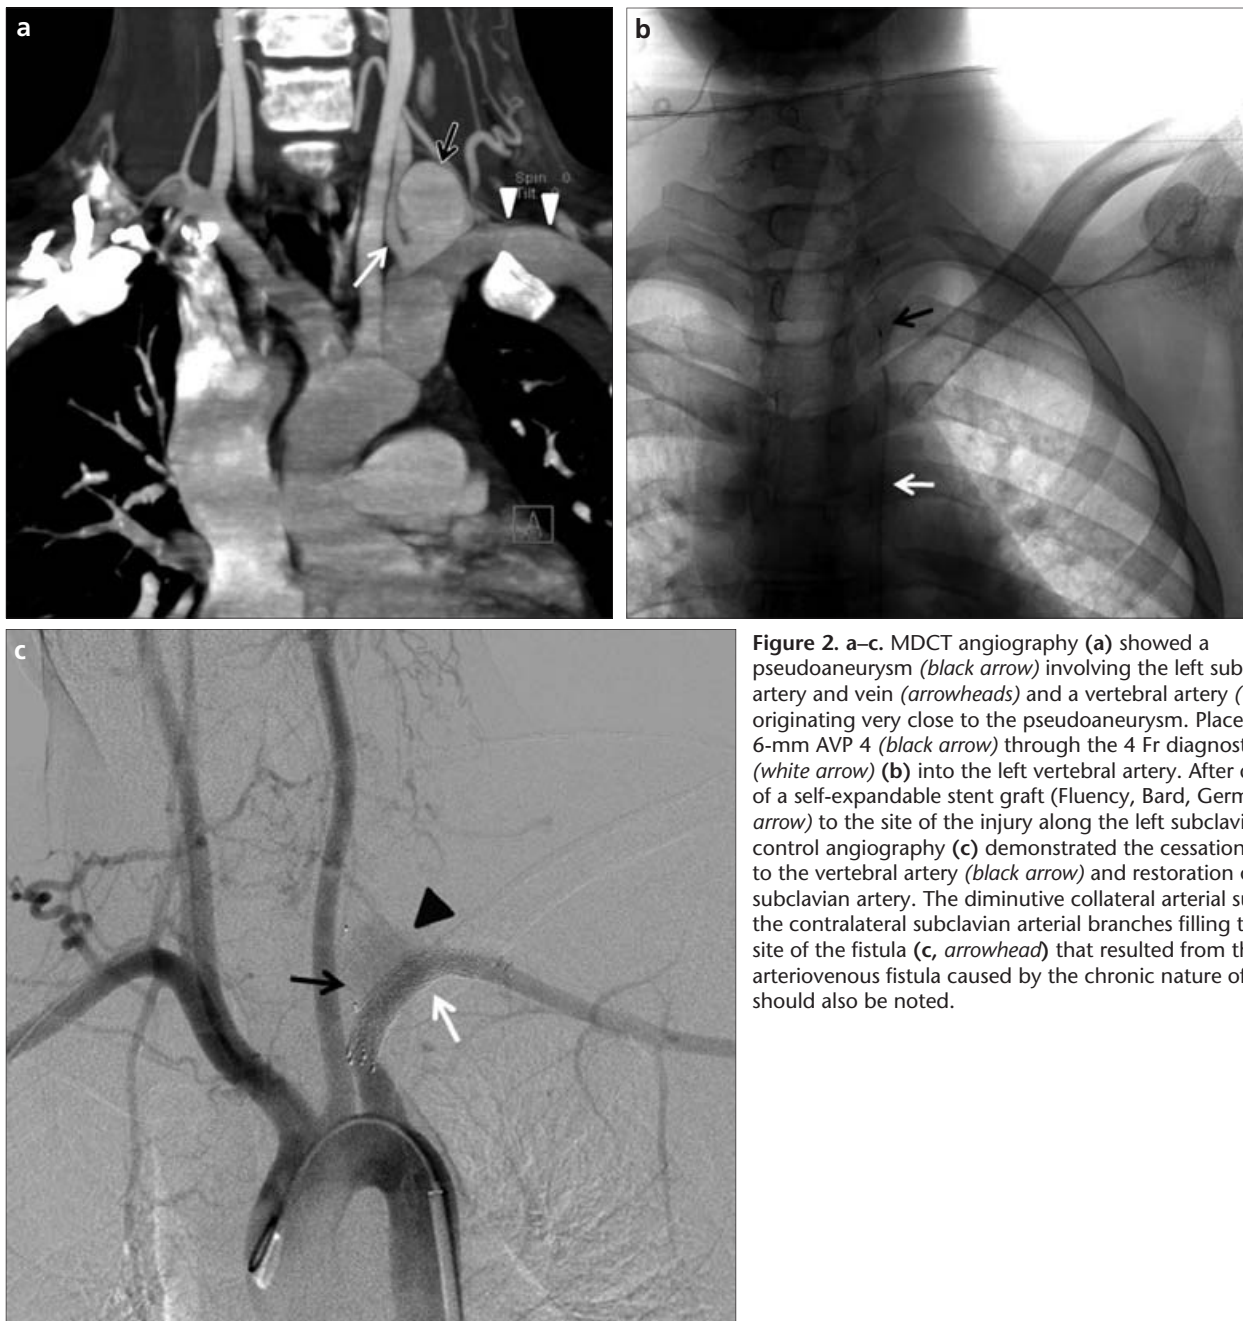 a
Spin: 0
Tilt:
A
b
c
Figure 2. a–c. MDCT angiography (a) showed a
pseudoaneurysm (black arrow) involving the left sub
artery and vein (arrowheads) and a vertebral artery (
originating very close to the pseudoaneurysm. Place
6-mm AVP 4 (black arrow) through the 4 Fr diagnost
(white arrow) (b) into the left vertebral artery. After
of a self-expandable stent graft (Fluency, Bard, Germ
arrow) to the site of the injury along the left subclavi
control angiography (c) demonstrated the cessation
to the vertebral artery (black arrow) and restoration
subclavian artery. The diminutive collateral arterial su
the contralateral subclavian arterial branches filling t
site of the fistula (c, arrowhead) that resulted from th
arteriovenous fistula caused by the chronic nature of
should also be noted.